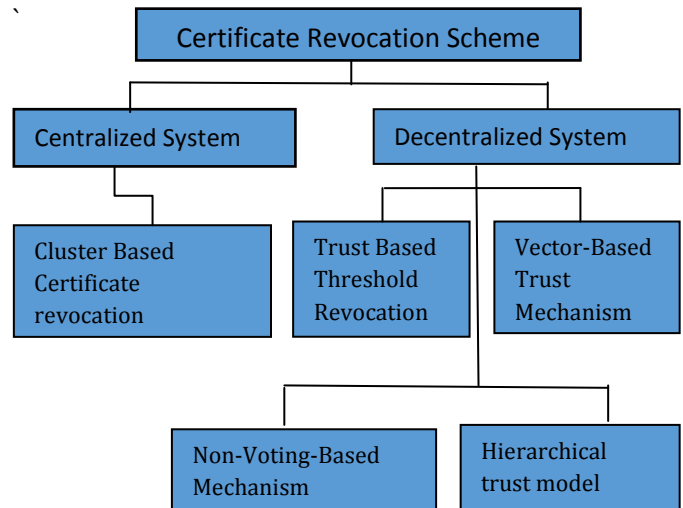 `
Certificate Revocation Scheme
Centralized System
Decentralized System
Cluster Based
Certificate
revocation
Trust Based
Threshold
Revocation
Vector-Based
Trust
Mechanism
Non-Voting-Based
Mechanism
Hierarchical
trust model